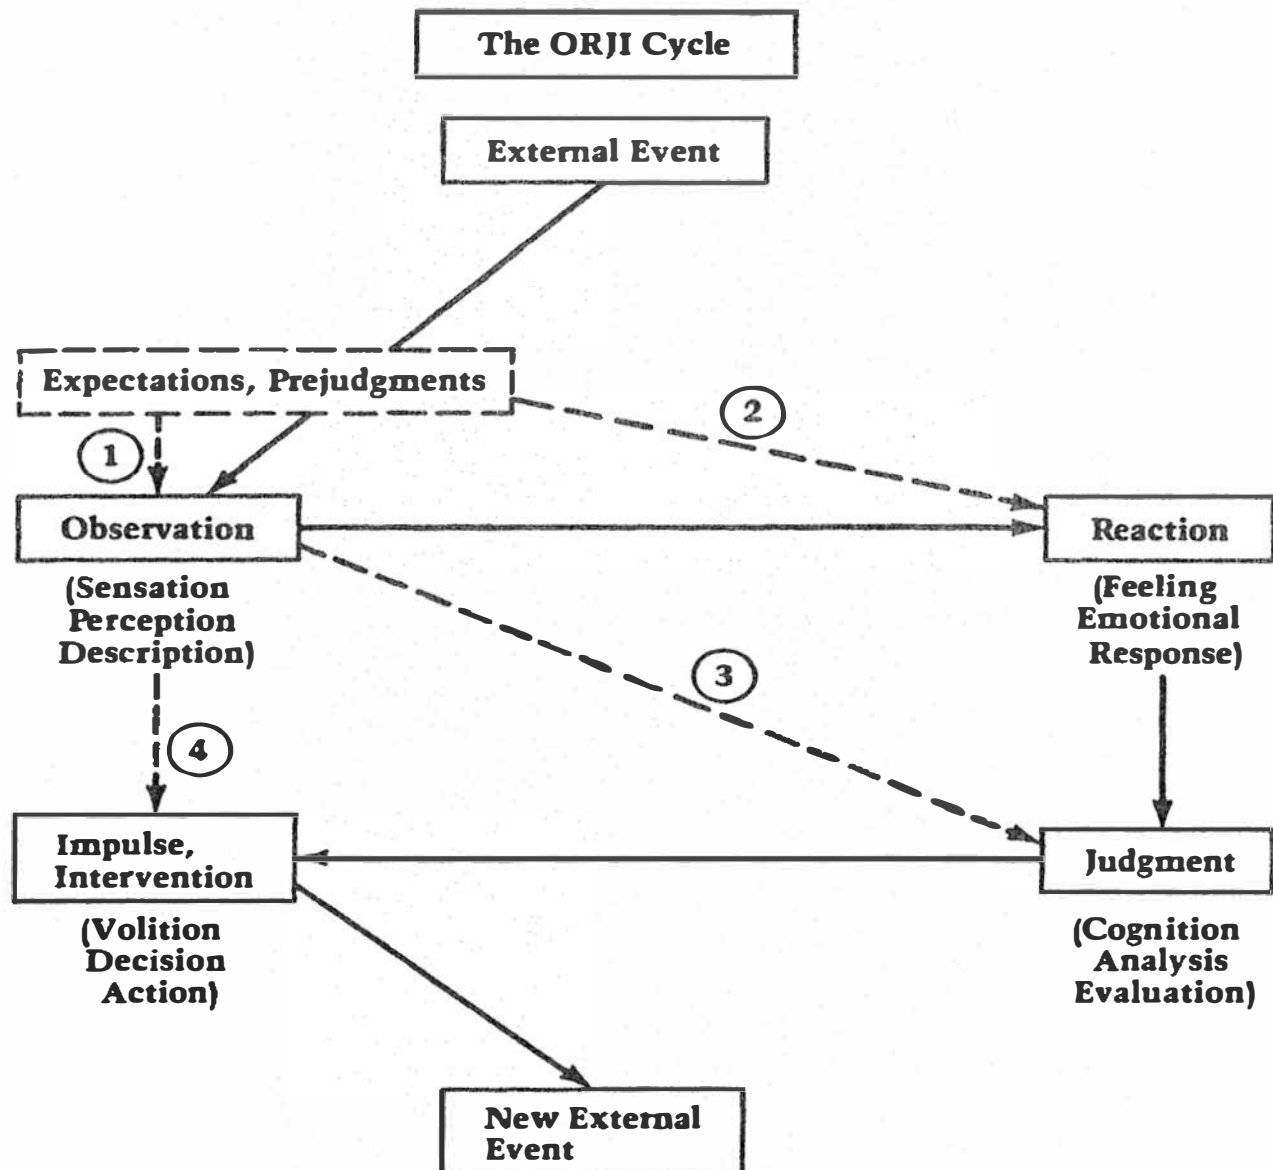 The ORJI Cycle
External Event
Expectations, Prejudgments
2
1
Observation
Reaction
(Sensation
Perception
Description)
(Feeling
Emotional
Response)
3
4
Impulse,
Intervention
Judgment
(Volition
Decision
Action)
(Cognition
Analysis
Evaluation)
New External
Event